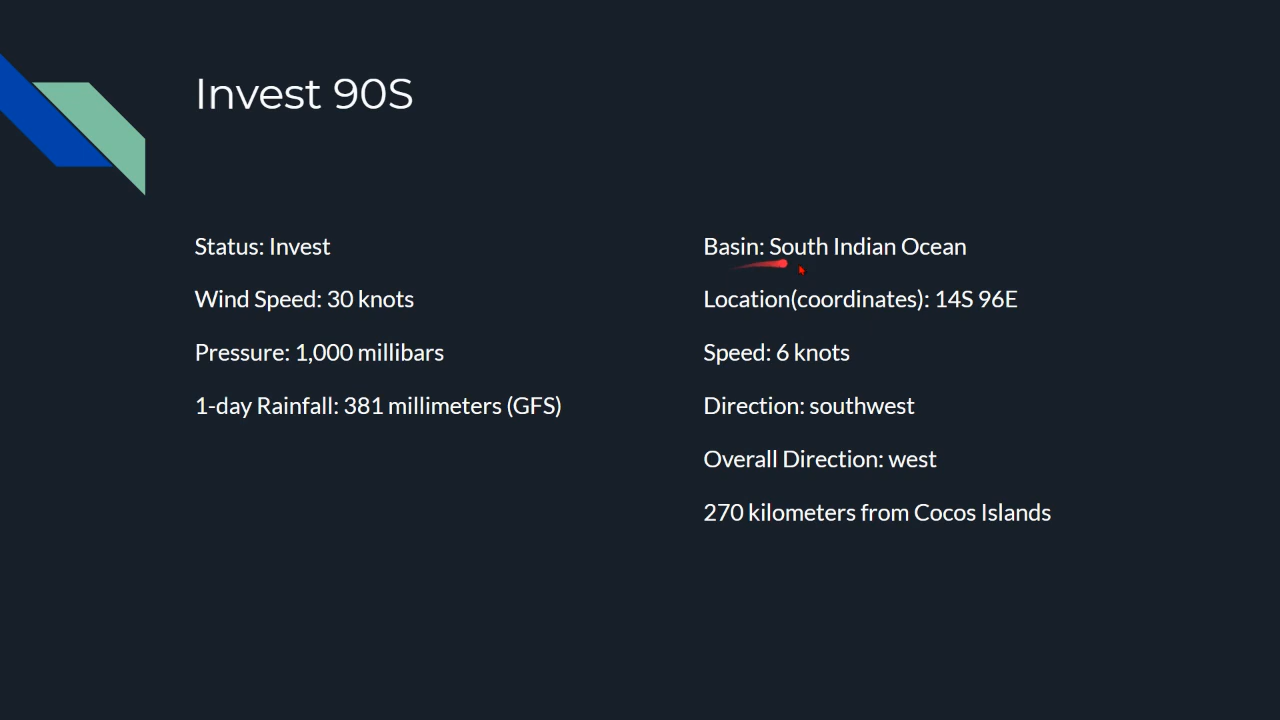 Invest 90S
Status: Invest
Wind Speed: 30 knots
Pressure: 1,000 millibars
1-day Rainfall: 381 millimeters (GFS)
Basin: South Indian Ocean
Location(coordinates): 14S 96E
Speed: 6 knots
Direction: southwest
Overall Direction: west
270 kilometers from Cocos Islands